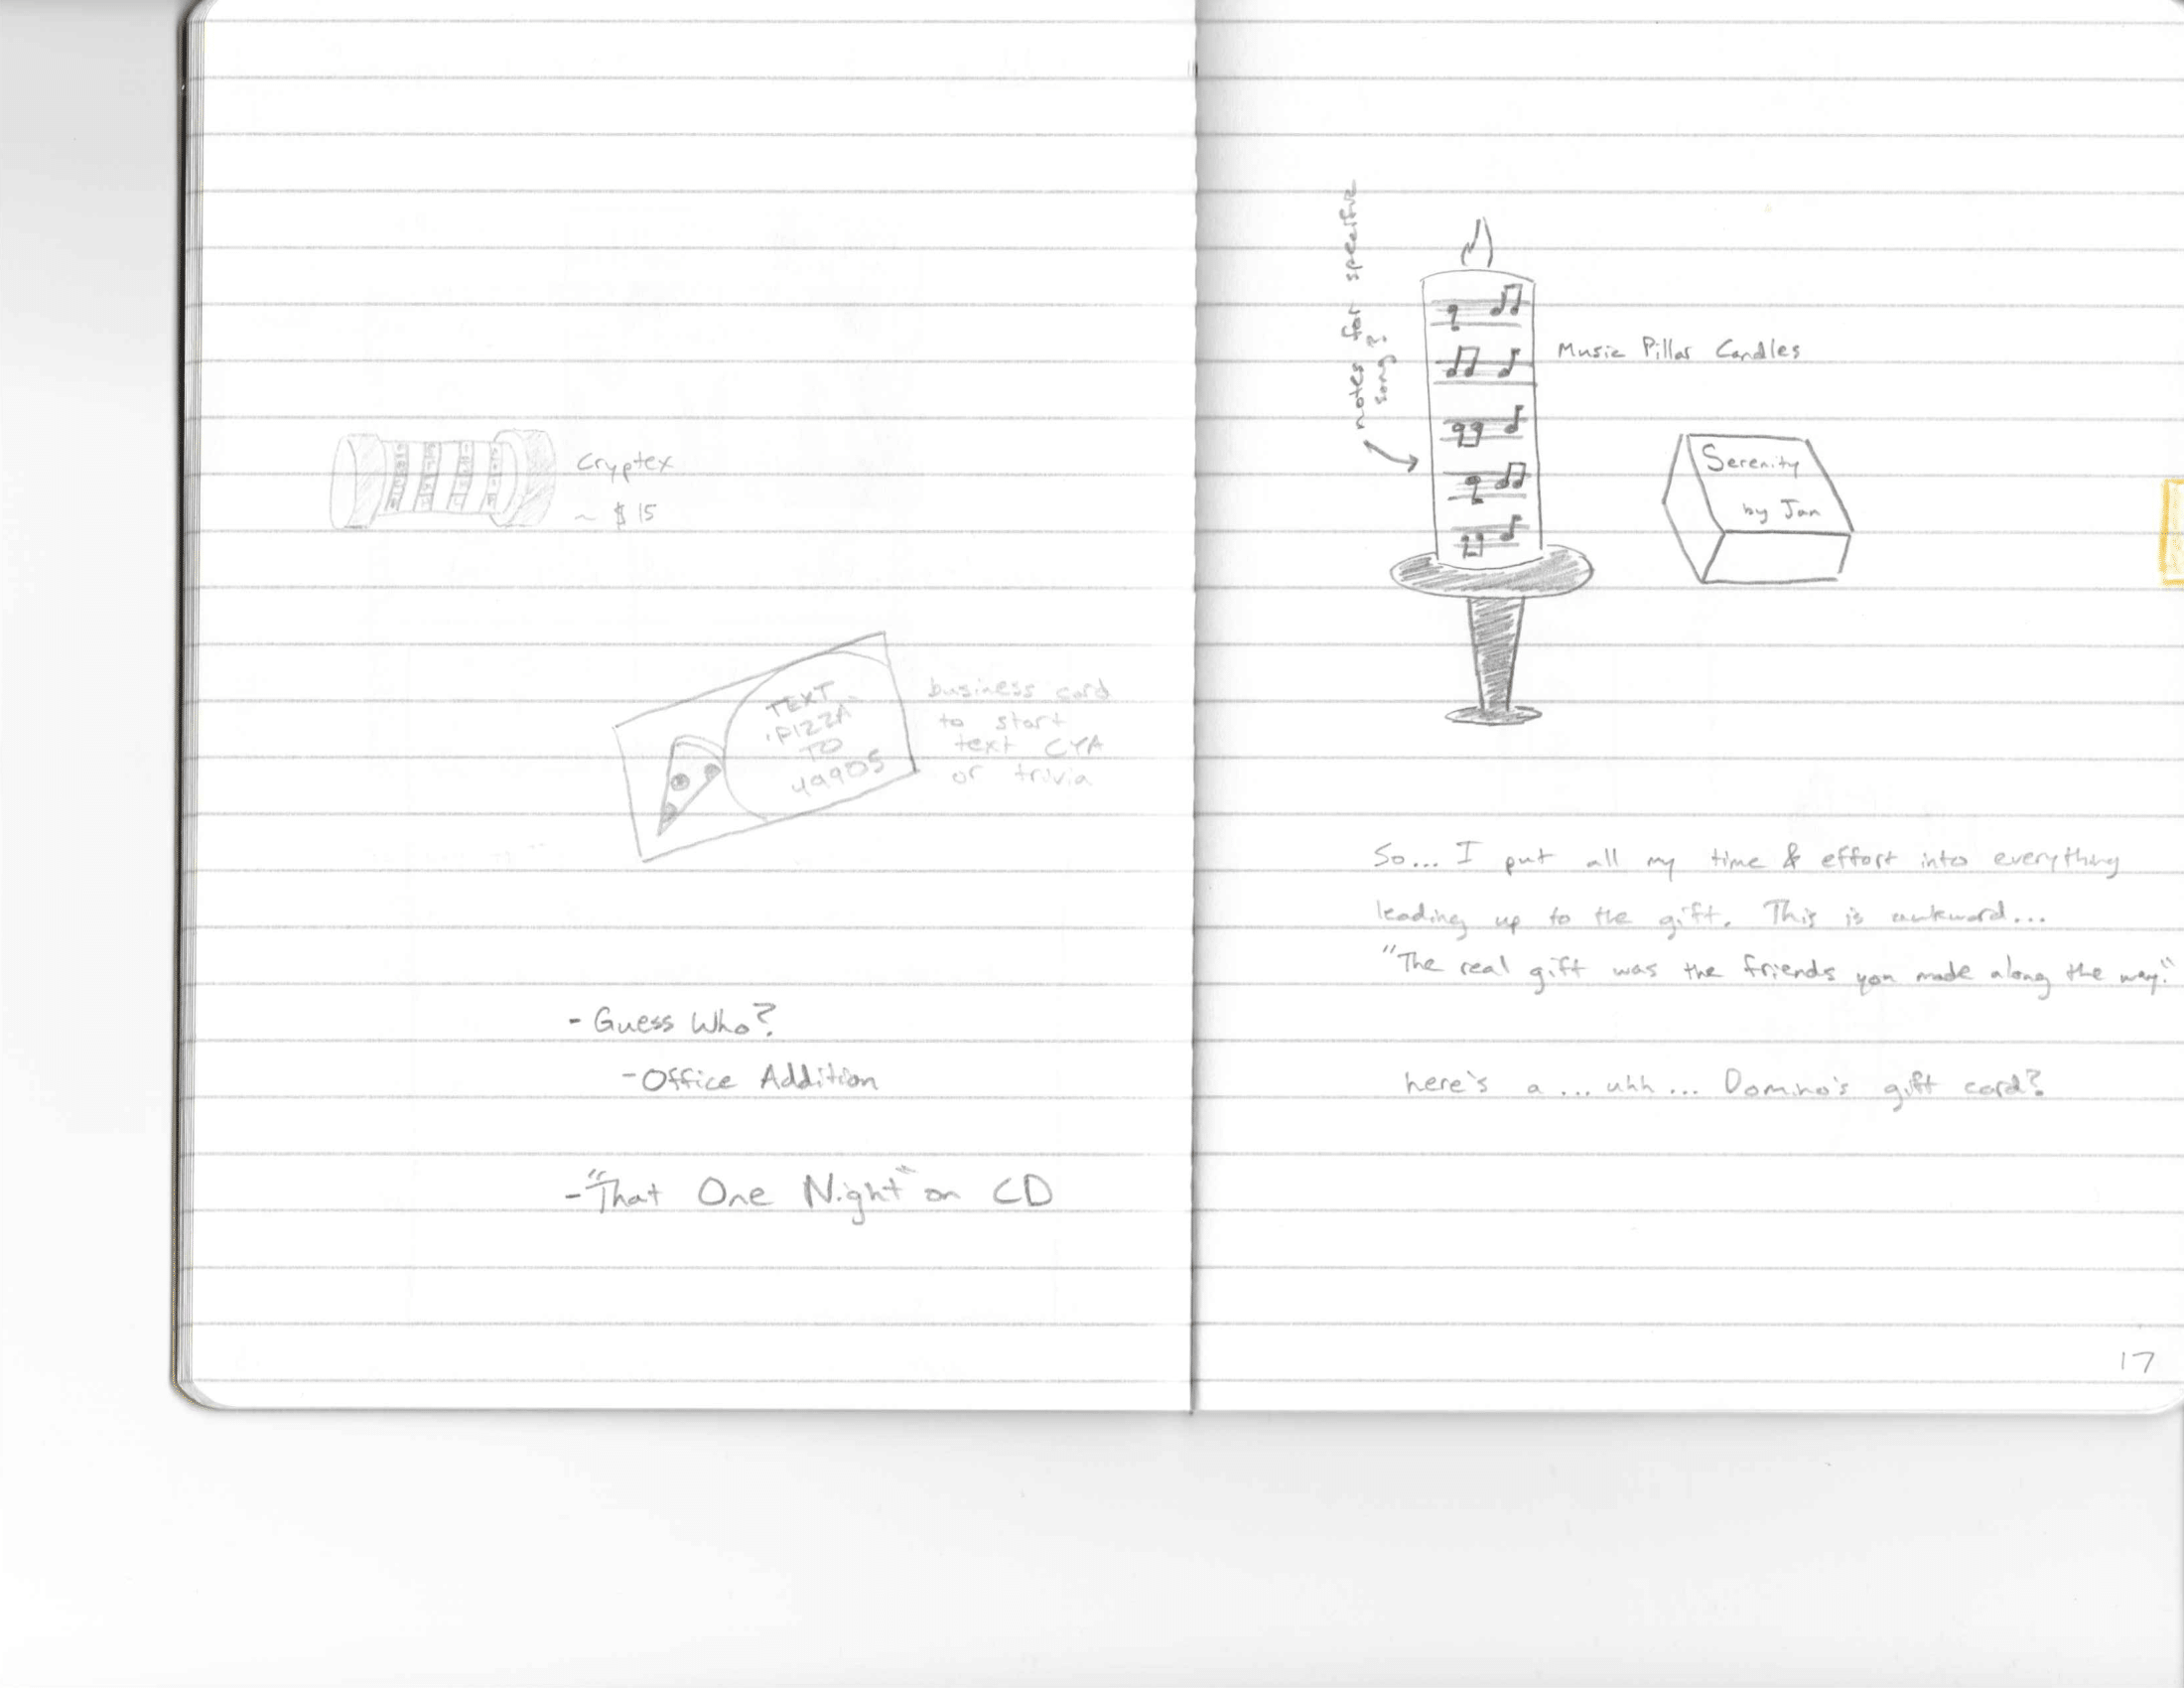 Cryptex
~ $15
TEXT
PIZZA
TO
49905
business card
to start
text CYA
or trivia
- Guess Who?
- Office Addition
- "That One Night" on CD
notes for specific
song?
Music Pillar Candles
Serenity
by Jan
So... I put all my time & effort into everything
leading up to the gift. This is awkward...
"The real gift was the friends you made along the way."
here's a ... uhh ... Domino's gift card?
17